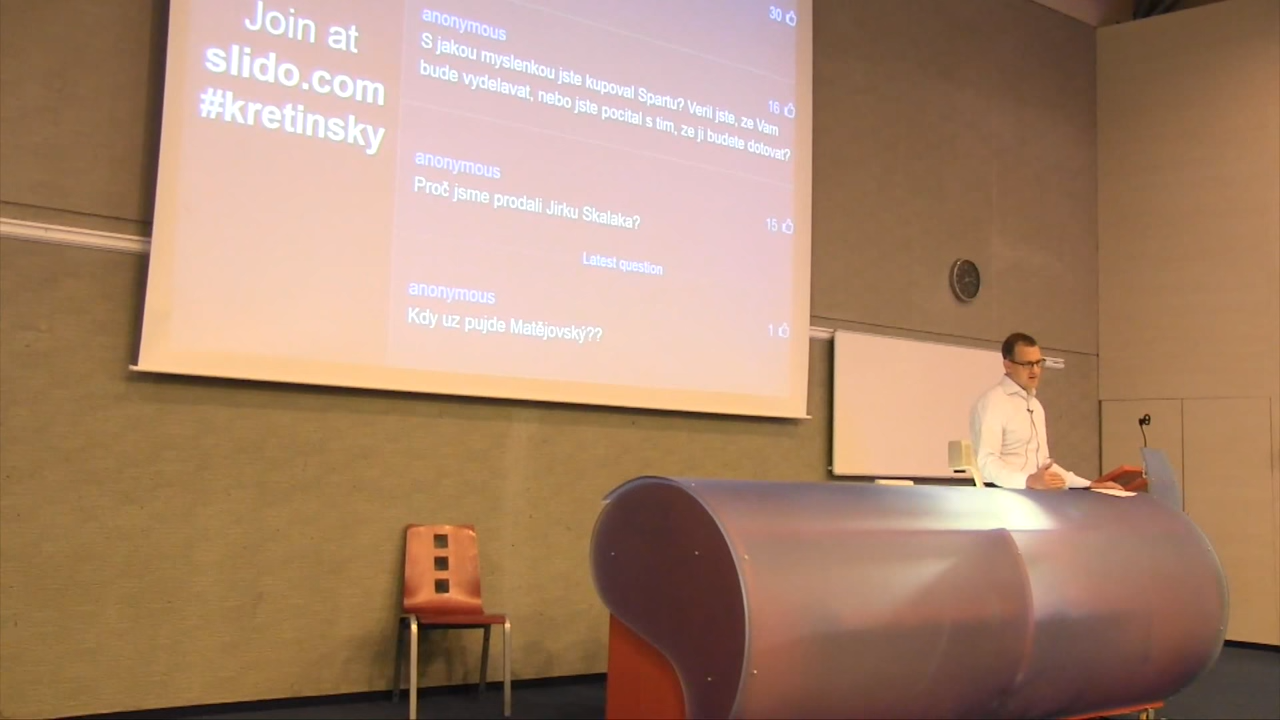 Join at
slido.com
#kretinsky
30
anonymous
S jakou myslenkou jste kupoval Spartu? Veril jste, ze Vam
bude vydelavat, nebo jste pocital s tim, ze ji budete dotovat?
16
anonymous
Proč jsme prodali Jirku Skalaka?
15
Latest question
anonymous
Kdy uz pujde Matějovský??
1